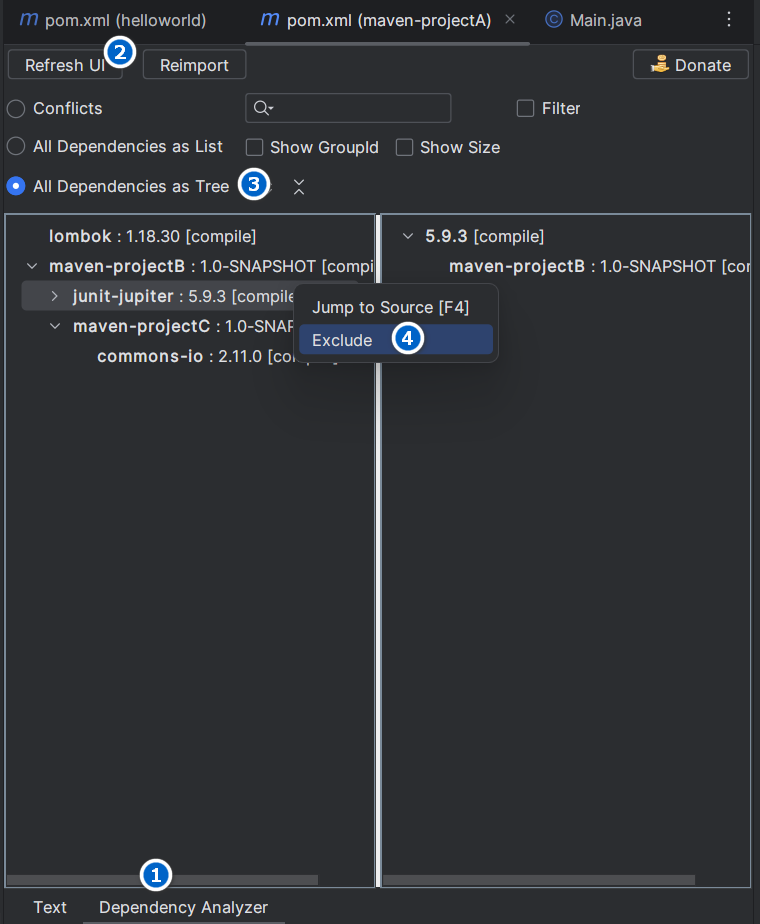 m pom.xml (helloworld) m pom.xml (maven-projectA) × C Main.java
Refresh UI 2 Reimport Donate
Conflicts Filter
All Dependencies as List Show GroupId Show Size
All Dependencies as Tree 3
lombok : 1.18.30 [compile]
maven-projectB : 1.0-SNAPSHOT [compi
junit-jupiter : 5.9.3 [compile
maven-projectC : 1.0-SNAP
commons-io : 2.11.0 [co
5.9.3 [compile]
maven-projectB : 1.0-SNAPSHOT [cor
Jump to Source [F4]
Exclude 4
1
Text Dependency Analyzer